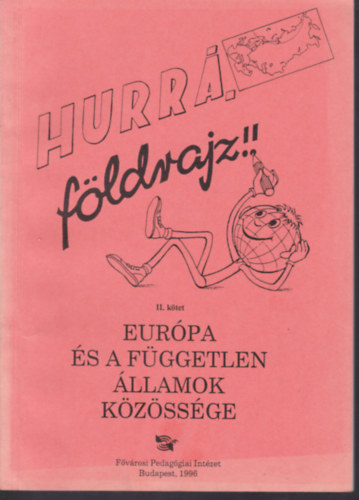 HURRÁ,
földrajz!!
II. kötet
EURÓPA
ÉS A FÜGGETLEN
ÁLLAMOK
KÖZÖSSÉGE
Fővárosi Pedagógiai Intézet
Budapest, 1996